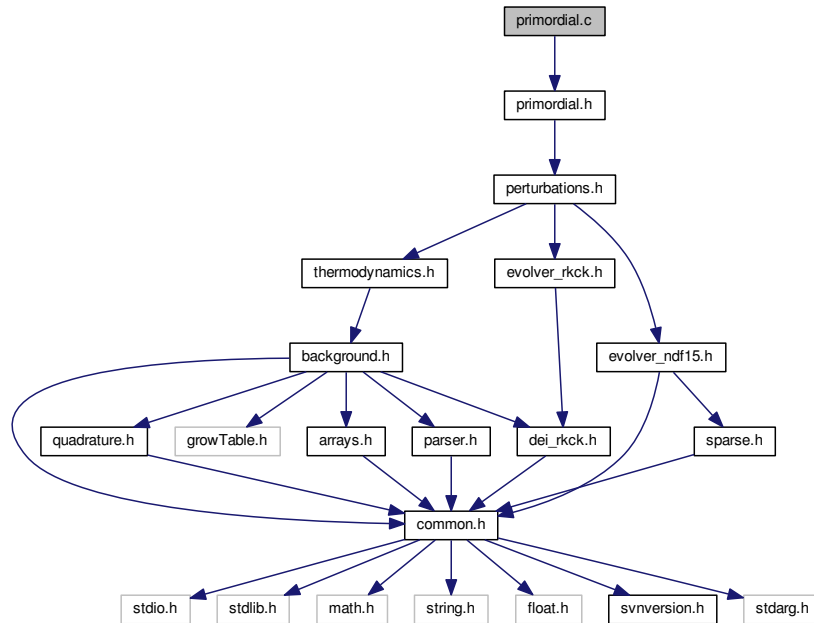 primordial.c
primordial.h
perturbations.h
thermodynamics.h
evolver_rkck.h
background.h
evolver_ndf15.h
quadrature.h
growTable.h
arrays.h
parser.h
dei_rkck.h
sparse.h
common.h
stdio.h
stdlib.h
math.h
string.h
float.h
svnversion.h
stdarg.h